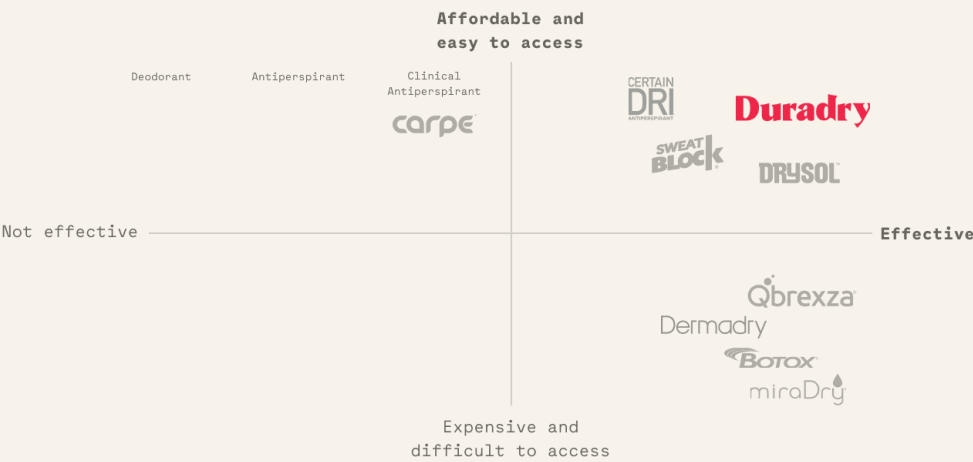 Affordable and
easy to access
Deodorant
Antiperspirant
Clinical
Antiperspirant
carpe
CERTAIN
DRI
ANTIPERSPIRANT
Duradry
SWEAT
BLOCK
DRYSOL
Not effective
Effective
Qbrexza
Dermadry
BOTOX
miraDry
Expensive and
difficult to access